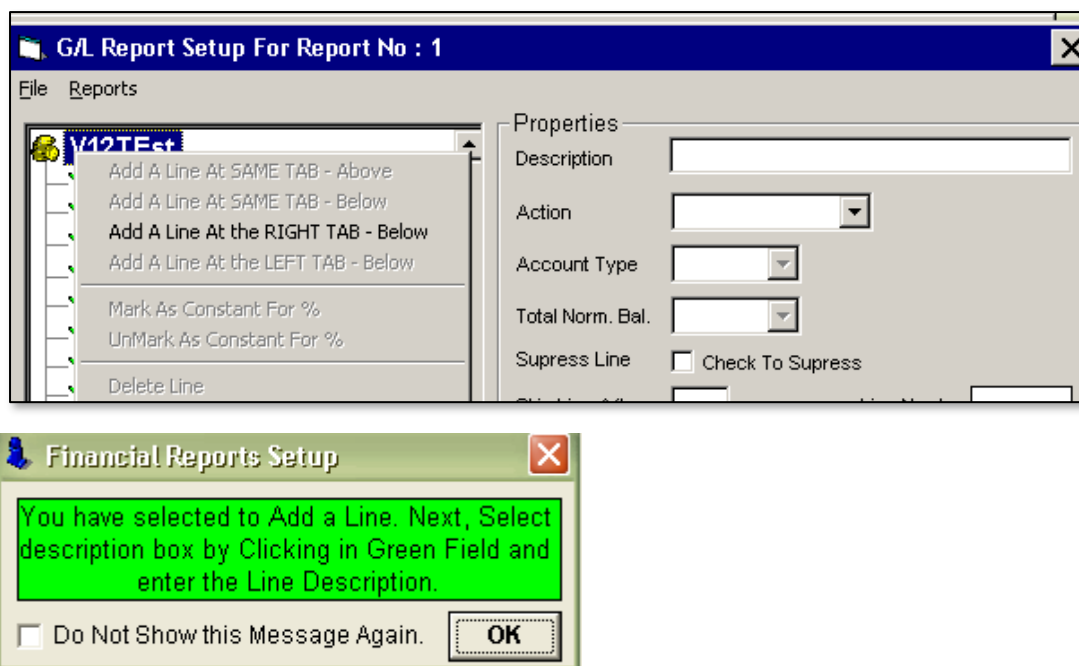 G/L Report Setup For Report No : 1
File Reports
V12TEst
Add A Line At SAME TAB - Above
Add A Line At SAME TAB - Below
Add A Line At the RIGHT TAB - Below
Add A Line At the LEFT TAB - Below
Mark As Constant For %
UnMark As Constant For %
Delete Line
Properties
Description
Action
Account Type
Total Norm. Bal.
Supress Line
Check To Supress
Financial Reports Setup
You have selected to Add a Line. Next, Select
description box by Clicking in Green Field and
enter the Line Description.
Do Not Show this Message Again.
OK